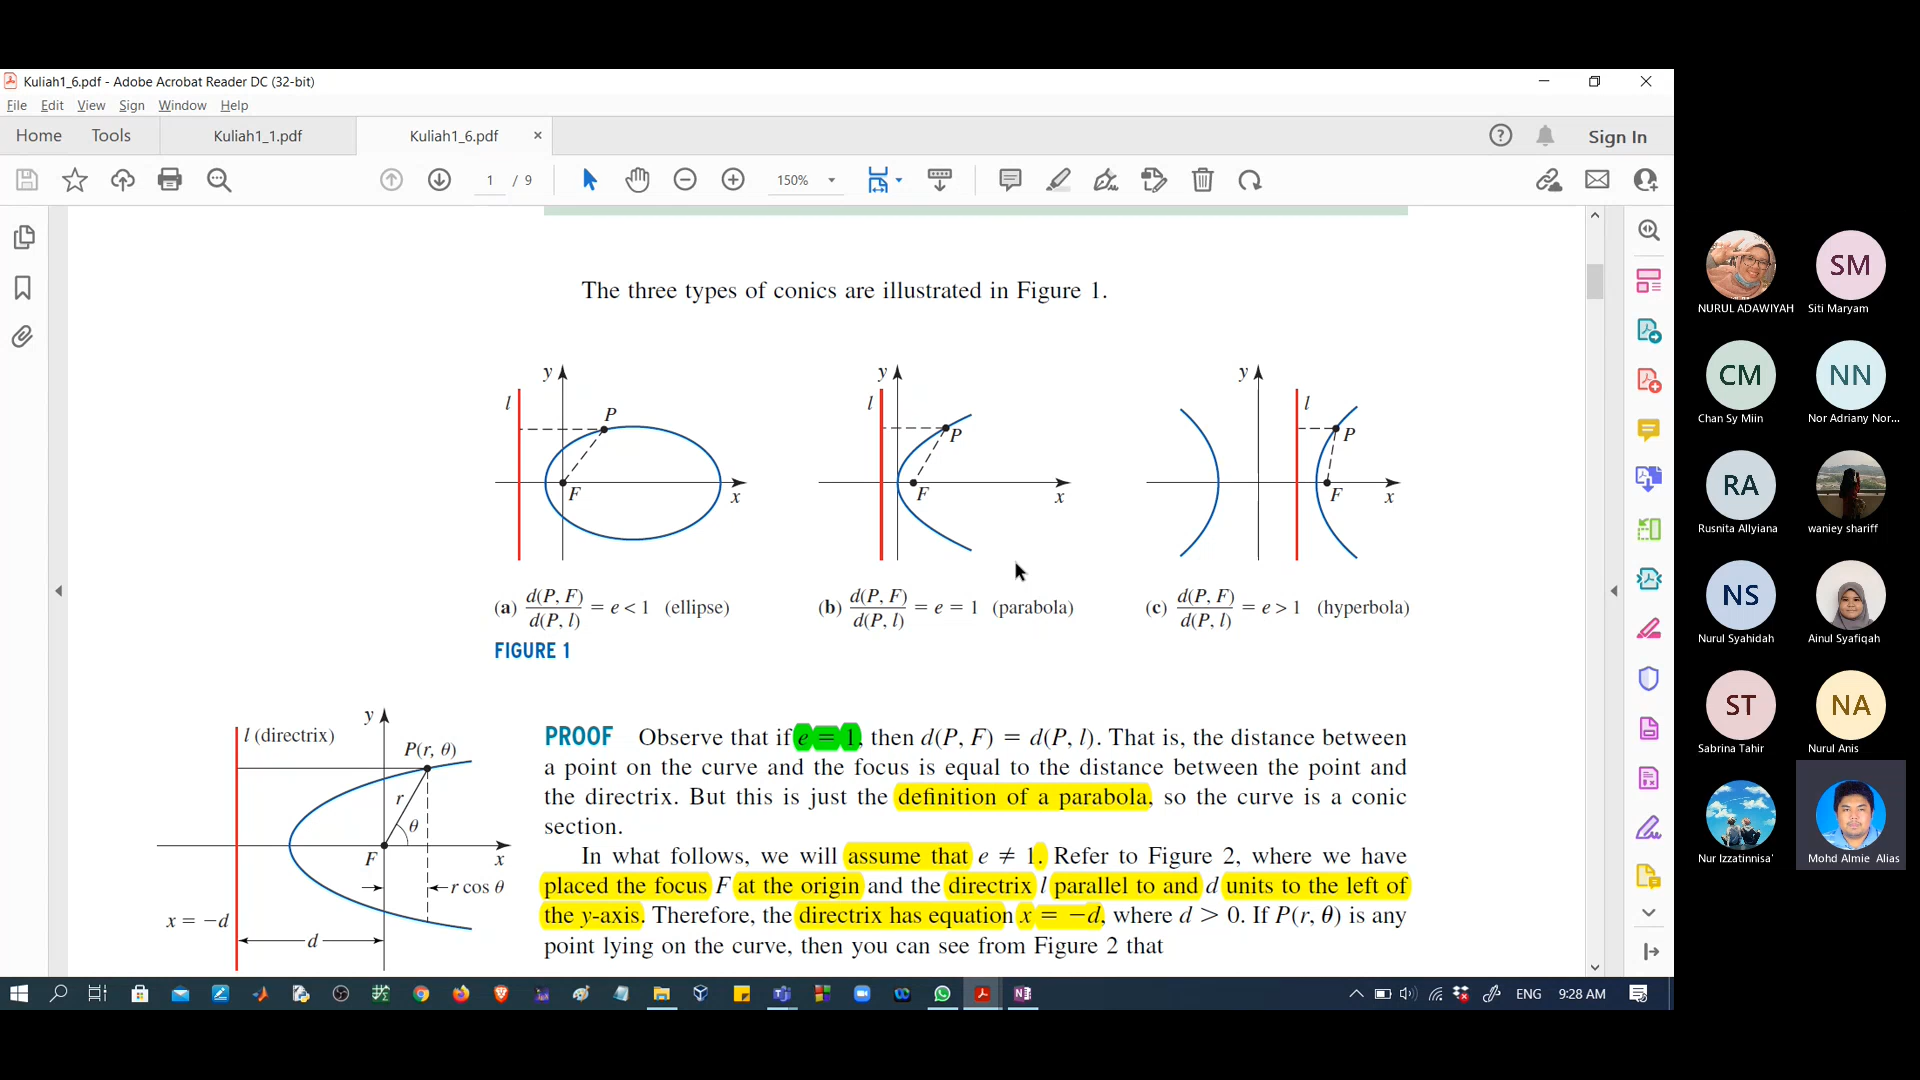 Kuliah1_6.pdf - Adobe Acrobat Reader DC (32-bit)
File Edit View Sign Window Help
Home Tools Kuliah1_1.pdf Kuliah1_6.pdf × Sign In
1 / 9 150%
The three types of conics are illustrated in Figure 1.
y l P F x
y l P F x
y l P F x
(a) d(P, F) / d(P, l) = e < 1 (ellipse)
(b) d(P, F) / d(P, l) = e = 1 (parabola)
(c) d(P, F) / d(P, l) = e > 1 (hyperbola)
FIGURE 1
y
l (directrix)
P(r, θ)
r
θ
F
x
r cos θ
x = −d
d
PROOF Observe that if e = 1, then d(P, F) = d(P, l). That is, the distance between
a point on the curve and the focus is equal to the distance between the point and
the directrix. But this is just the definition of a parabola, so the curve is a conic
section.
In what follows, we will assume that e ≠ 1. Refer to Figure 2, where we have
placed the focus F at the origin and the directrix l parallel to and d units to the left of
the y-axis. Therefore, the directrix has equation x = −d, where d > 0. If P(r, θ) is any
point lying on the curve, then you can see from Figure 2 that
ENG 9:28 AM
NURUL ADAWIYAH
SM
Siti Maryam
CM
Chan Sy Miin
NN
Nor Adriany Nor...
RA
Rusnita Allyiana
waniey shariff
NS
Nurul Syahidah
Ainul Syafiqah
ST
Sabrina Tahir
NA
Nurul Anis
Nur Izzatinnisa'
Mohd Almie Alias